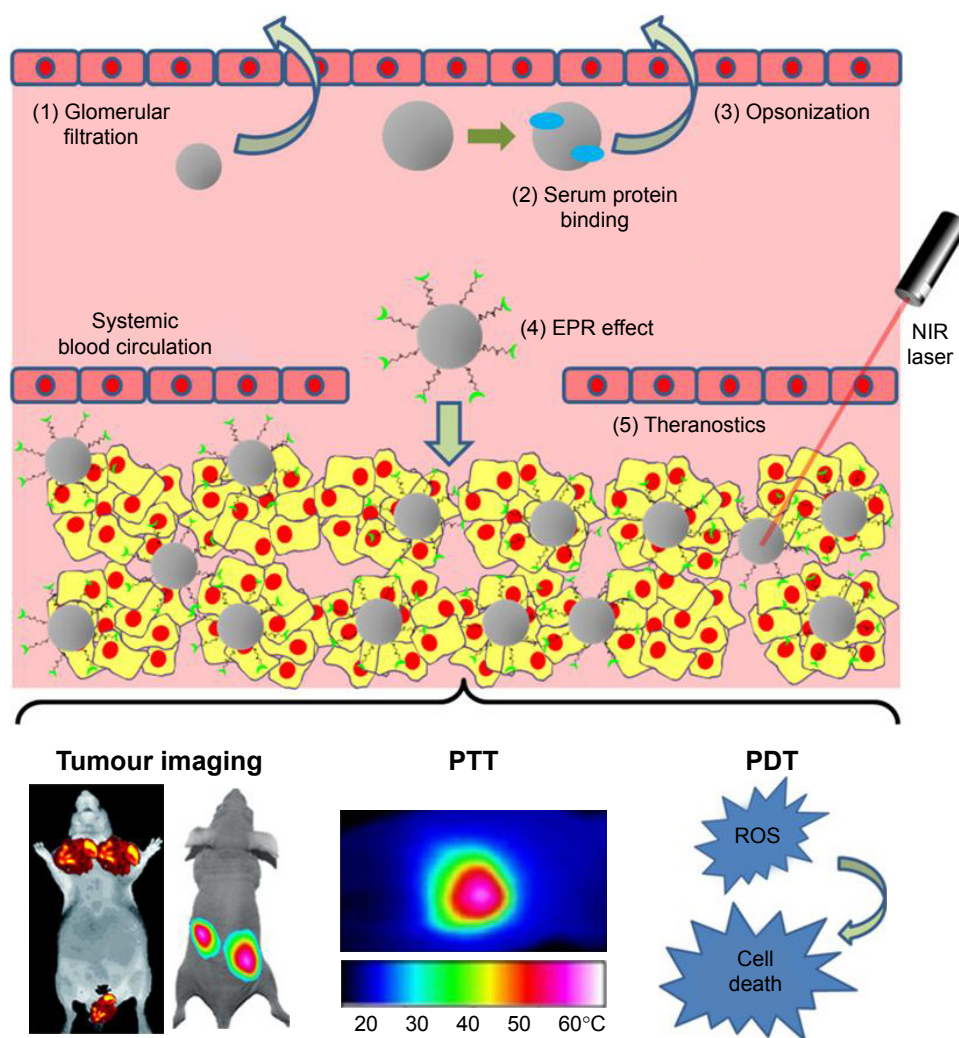 (1) Glomerular
filtration
(3) Opsonization
(2) Serum protein
binding
Systemic
blood circulation
(4) EPR effect
NIR
laser
(5) Theranostics
Tumour imaging
PTT
PDT
ROS
Cell
death
20 30 40 50 60°C